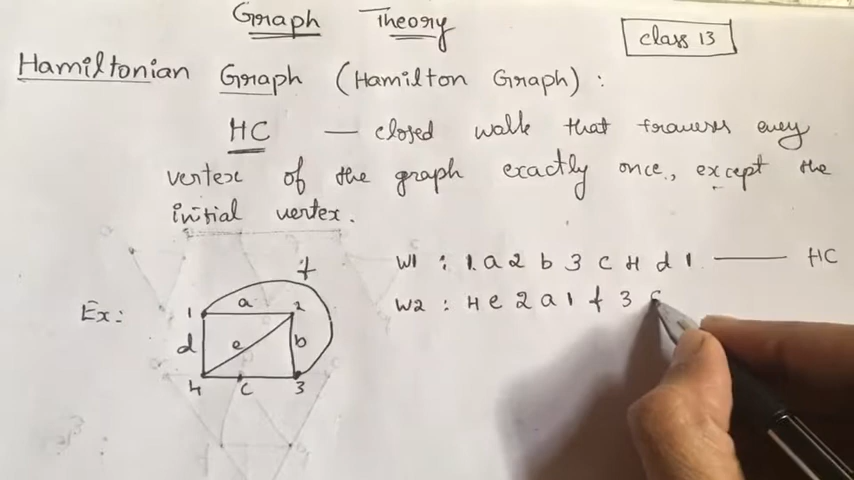 Graph Theory
class 13
Hamiltonian Graph (Hamilton Graph) :
HC — closed walk that traverses every
vertex of the graph exactly once, except the
initial vertex.
Ex:
f
1 a 2
d e b
4 c 3
W1 : 1 a 2 b 3 c 4 d 1 —— HC
W2 : 4 e 2 a 1 f 3 c